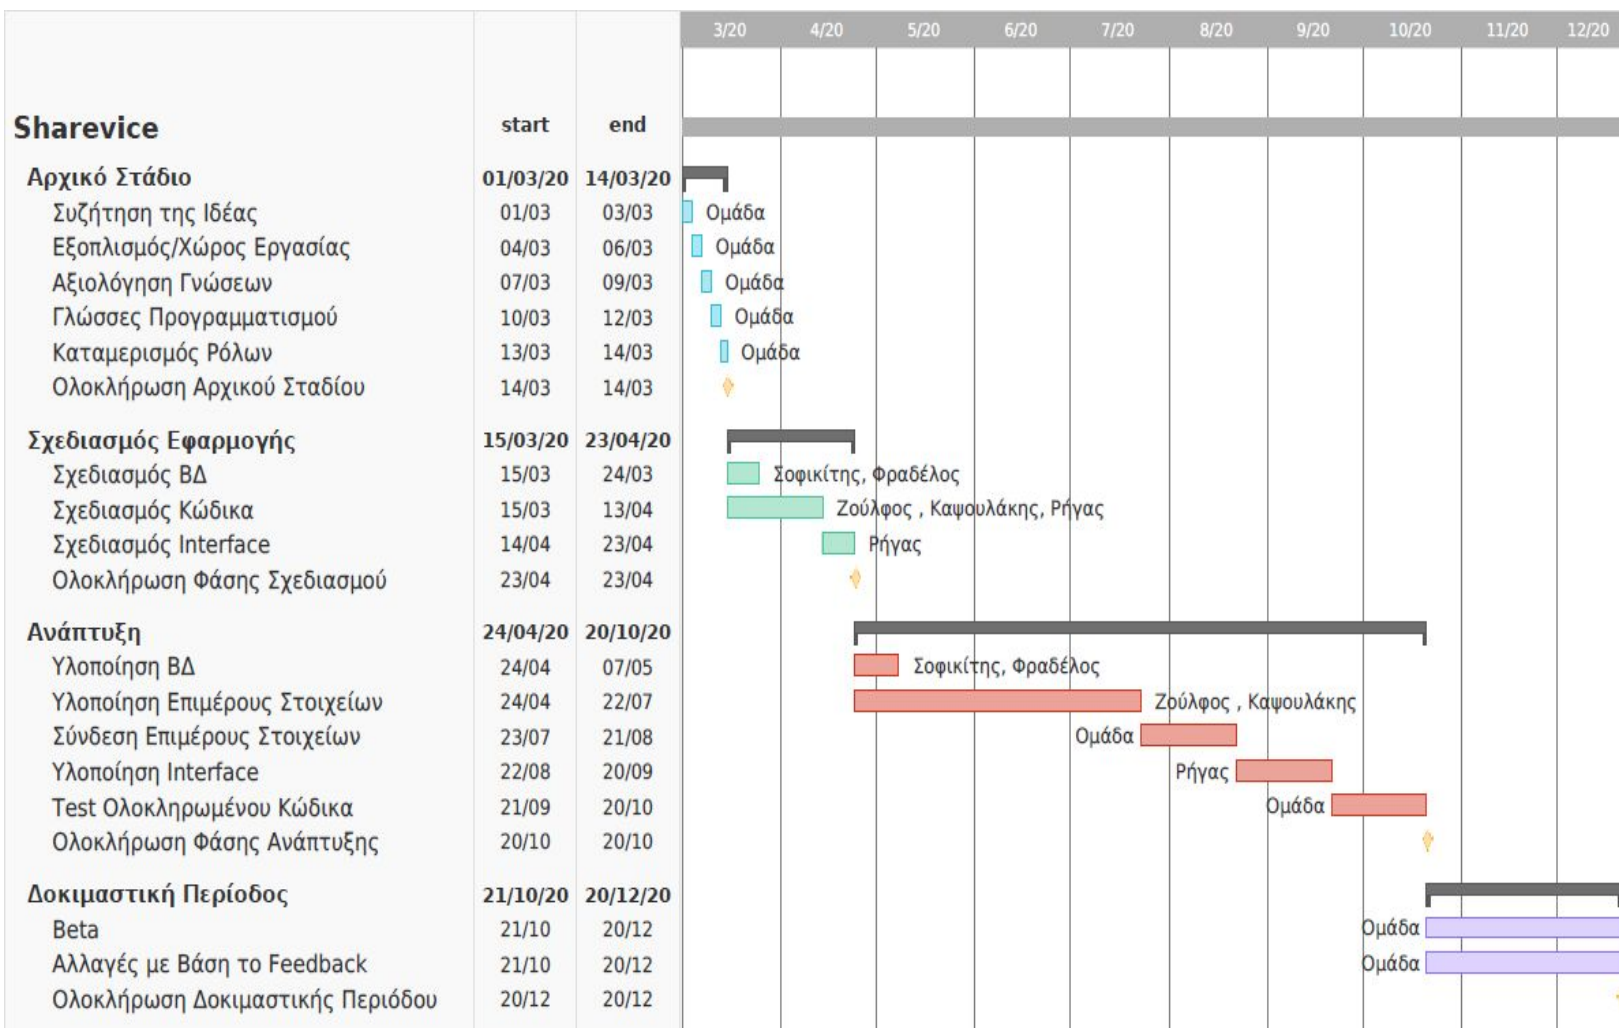 3/20 4/20 5/20 6/20 7/20 8/20 9/20 10/20 11/20 12/20
Sharevice start end
Αρχικό Στάδιο 01/03/20 14/03/20
Συζήτηση της Ιδέας 01/03 03/03 Ομάδα
Εξοπλισμός/Χώρος Εργασίας 04/03 06/03 Ομάδα
Αξιολόγηση Γνώσεων 07/03 09/03 Ομάδα
Γλώσσες Προγραμματισμού 10/03 12/03 Ομάδα
Καταμερισμός Ρόλων 13/03 14/03 Ομάδα
Ολοκλήρωση Αρχικού Σταδίου 14/03 14/03
Σχεδιασμός Εφαρμογής 15/03/20 23/04/20
Σχεδιασμός ΒΔ 15/03 24/03 Σοφικίτης, Φραδέλος
Σχεδιασμός Κώδικα 15/03 13/04 Ζούλφος , Καψουλάκης, Ρήγας
Σχεδιασμός Interface 14/04 23/04 Ρήγας
Ολοκλήρωση Φάσης Σχεδιασμού 23/04 23/04
Ανάπτυξη 24/04/20 20/10/20
Υλοποίηση ΒΔ 24/04 07/05 Σοφικίτης, Φραδέλος
Υλοποίηση Επιμέρους Στοιχείων 24/04 22/07 Ζούλφος , Καψουλάκης
Σύνδεση Επιμέρους Στοιχείων 23/07 21/08 Ομάδα
Υλοποίηση Interface 22/08 20/09 Ρήγας
Test Ολοκληρωμένου Κώδικα 21/09 20/10 Ομάδα
Ολοκλήρωση Φάσης Ανάπτυξης 20/10 20/10
Δοκιμαστική Περίοδος 21/10/20 20/12/20
Beta 21/10 20/12 Ομάδα
Αλλαγές με Βάση το Feedback 21/10 20/12 Ομάδα
Ολοκλήρωση Δοκιμαστικής Περιόδου 20/12 20/12